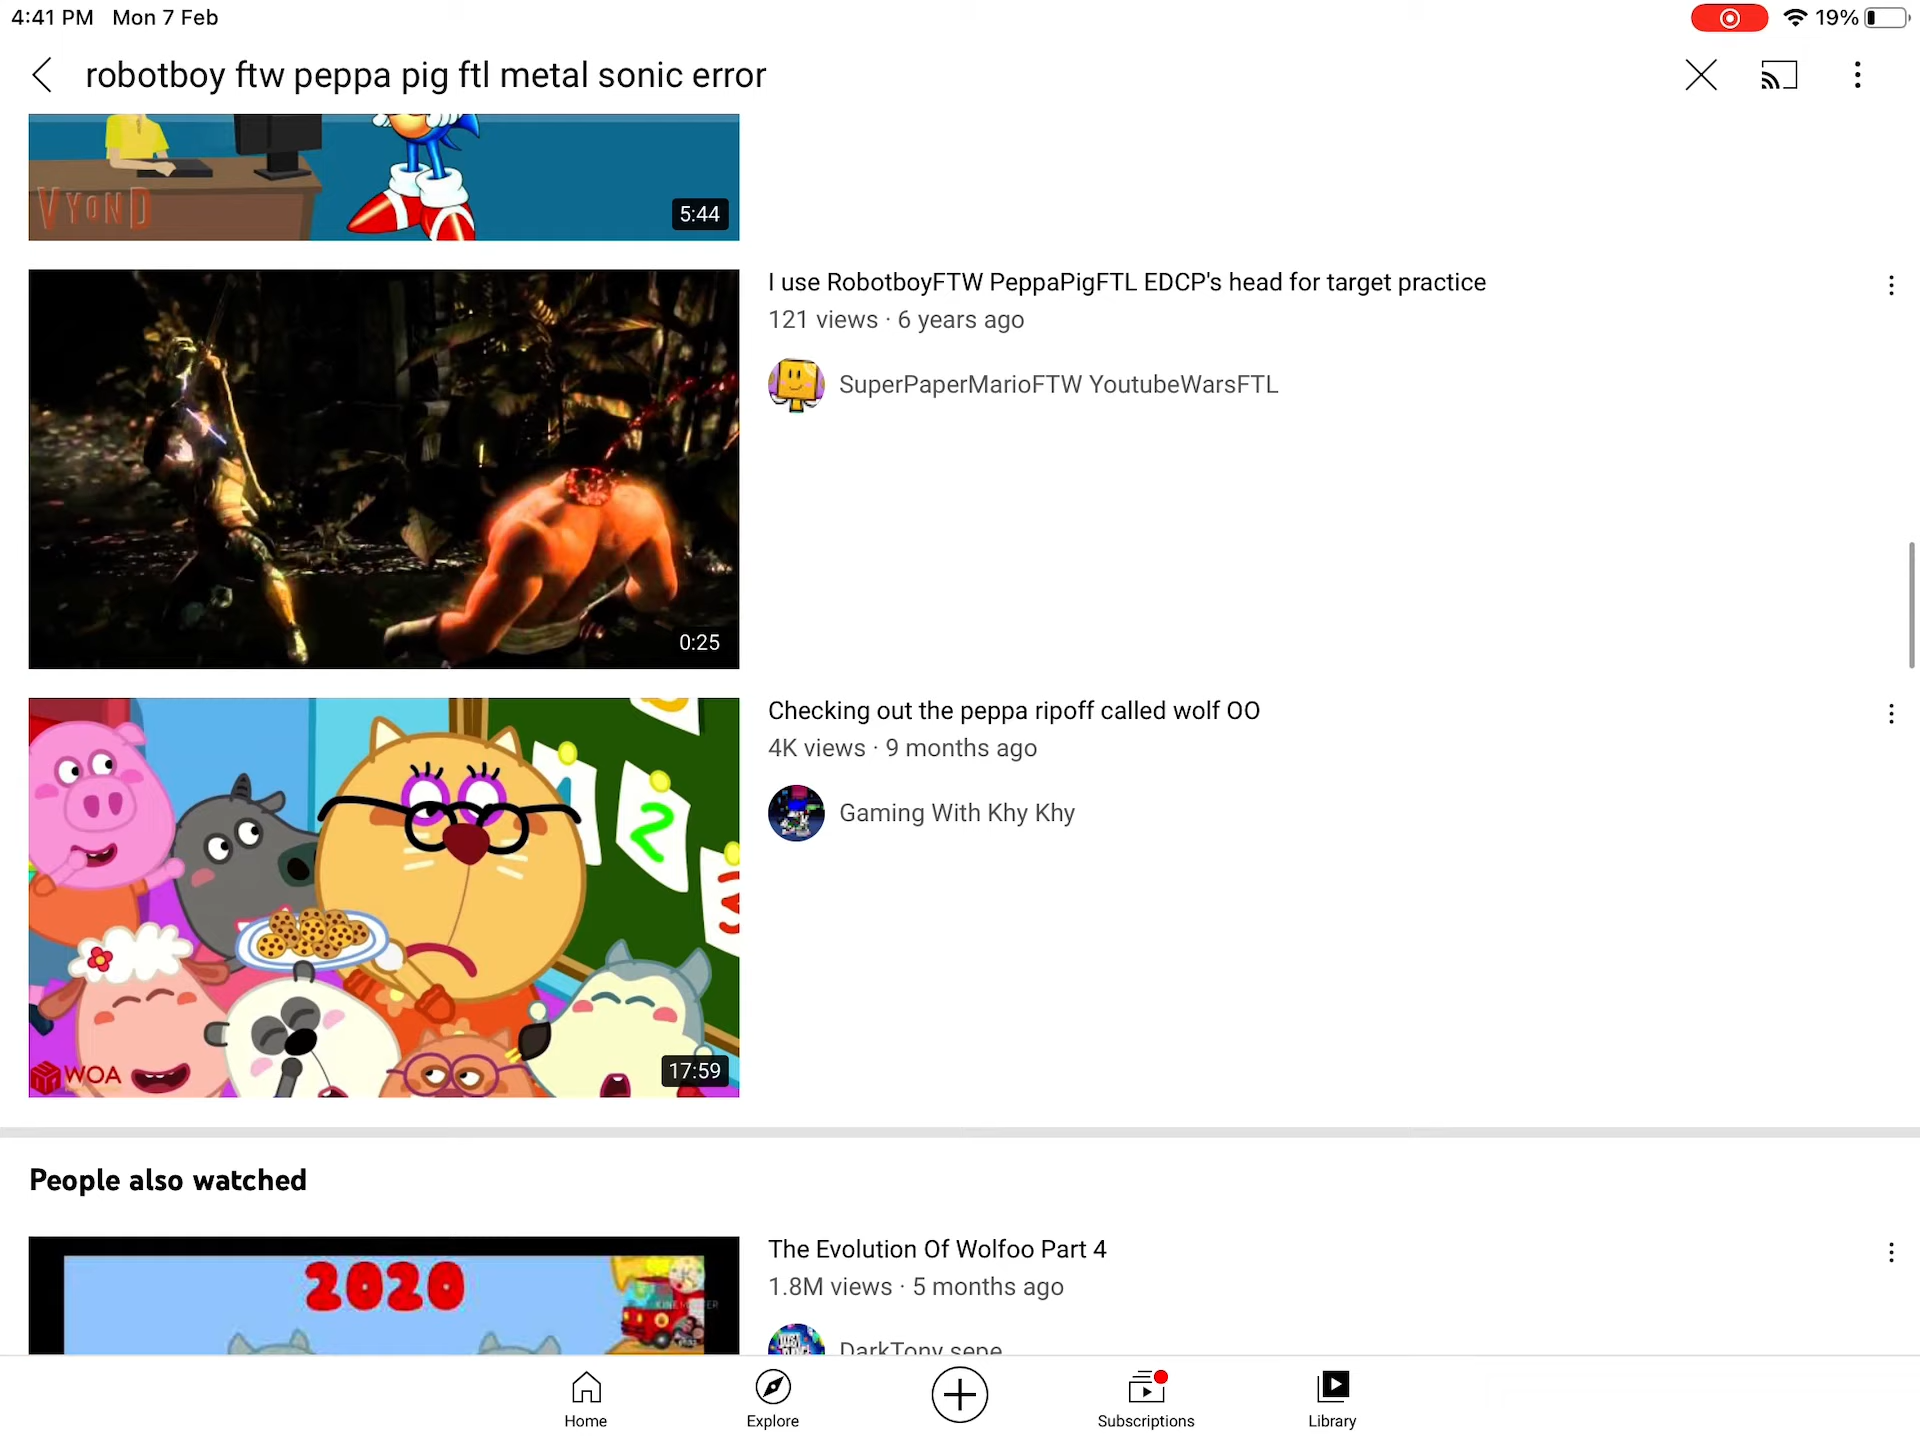 4:41 PM Mon 7 Feb
19%
robotboy ftw peppa pig ftl metal sonic error
VYOND
5:44
I use RobotboyFTW PeppaPigFTL EDCP's head for target practice
121 views · 6 years ago
SuperPaperMarioFTW YoutubeWarsFTL
0:25
Checking out the peppa ripoff called wolf OO
4K views · 9 months ago
Gaming With Khy Khy
2
WOA
17:59
People also watched
The Evolution Of Wolfoo Part 4
1.8M views · 5 months ago
2020
DarkTony sepe
Home
Explore
Subscriptions
Library